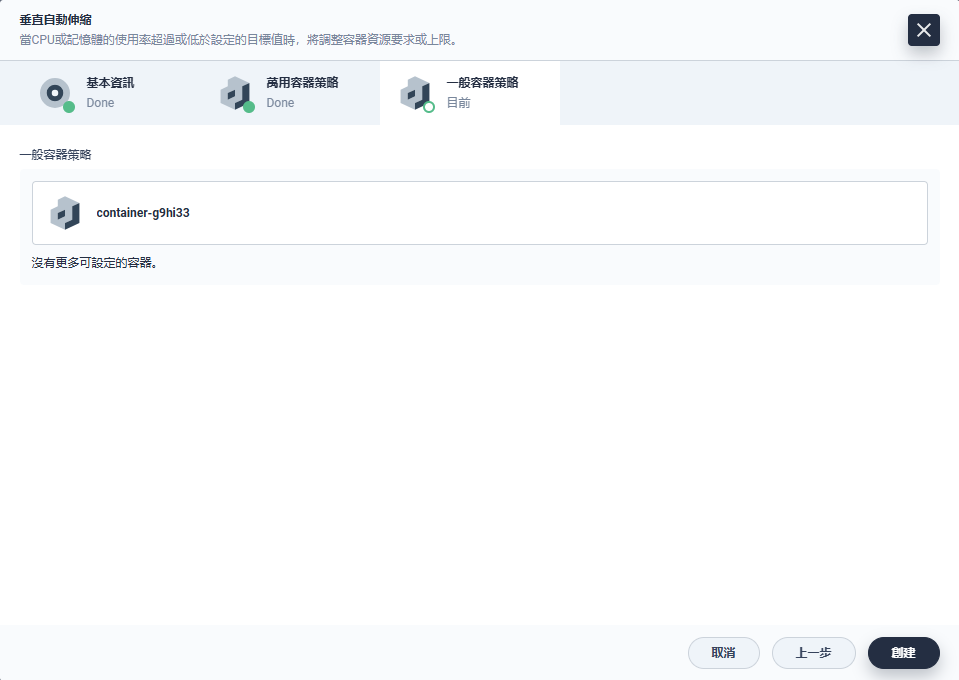 垂直自動伸縮
當CPU或記憶體的使用率超過或低於設定的目標值時，將調整容器資源要求或上限。
基本資訊
Done
萬用容器策略
Done
一般容器策略
目前
一般容器策略
container-g9hi33
沒有更多可設定的容器。
取消
上一步
創建